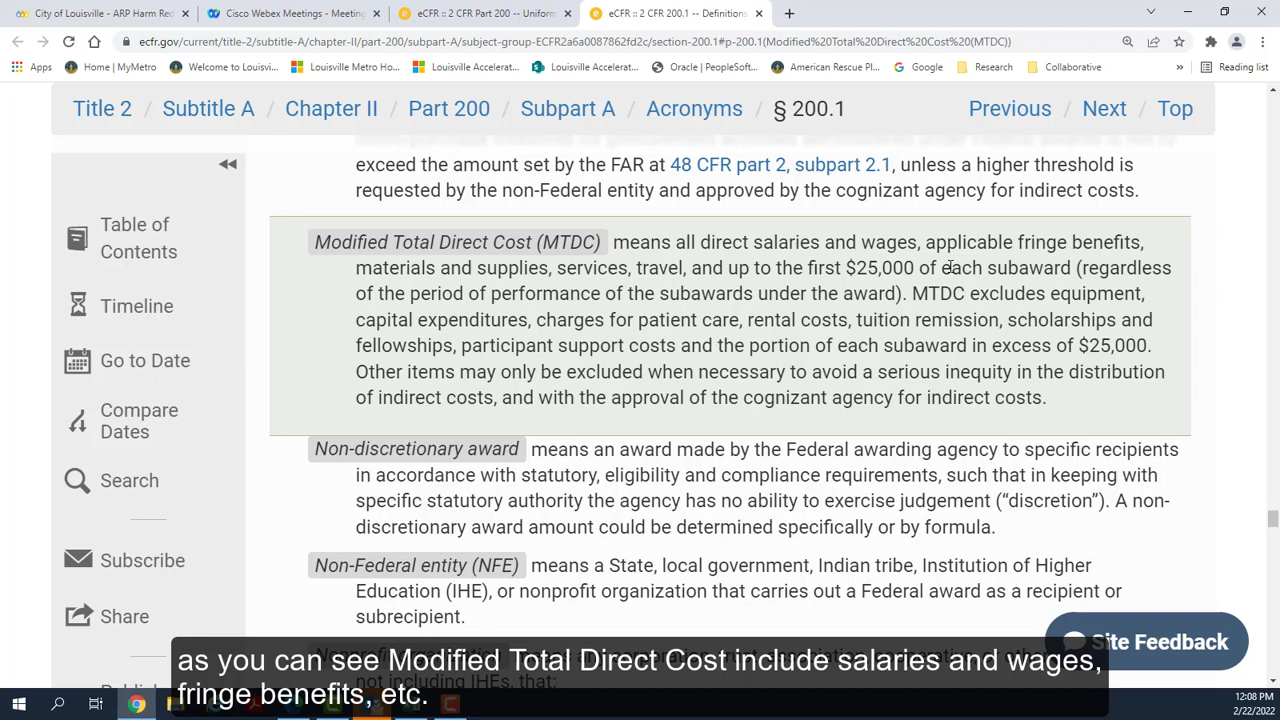 City of Louisville - ARP Harm Red
Cisco Webex Meetings - Meeting
eCFR :: 2 CFR Part 200 -- Uniform
eCFR :: 2 CFR 200.1 -- Definitions
ecfr.gov/current/title-2/subtitle-A/chapter-II/part-200/subpart-A/subject-group-ECFR2a6a0087862fd2c/section-200.1#p-200.1(Modified%20Total%20Direct%20Cost%20(MTDC))
Apps Home | MyMetro Welcome to Louisvi... Louisville Metro Ho... Louisville Accelerat... Louisville Accelerat... Oracle | PeopleSoft... American Rescue Pl... Google Research Collaborative » Reading list
Title 2 / Subtitle A / Chapter II / Part 200 / Subpart A / Acronyms / § 200.1
Previous / Next / Top
Table of
Contents
Timeline
Go to Date
Compare
Dates
Search
Subscribe
Share
exceed the amount set by the FAR at 48 CFR part 2, subpart 2.1, unless a higher threshold is
requested by the non-Federal entity and approved by the cognizant agency for indirect costs.
Modified Total Direct Cost (MTDC) means all direct salaries and wages, applicable fringe benefits,
materials and supplies, services, travel, and up to the first $25,000 of each subaward (regardless
of the period of performance of the subawards under the award). MTDC excludes equipment,
capital expenditures, charges for patient care, rental costs, tuition remission, scholarships and
fellowships, participant support costs and the portion of each subaward in excess of $25,000.
Other items may only be excluded when necessary to avoid a serious inequity in the distribution
of indirect costs, and with the approval of the cognizant agency for indirect costs.
Non-discretionary award means an award made by the Federal awarding agency to specific recipients
in accordance with statutory, eligibility and compliance requirements, such that in keeping with
specific statutory authority the agency has no ability to exercise judgement (“discretion”). A non-
discretionary award amount could be determined specifically or by formula.
Non-Federal entity (NFE) means a State, local government, Indian tribe, Institution of Higher
Education (IHE), or nonprofit organization that carries out a Federal award as a recipient or
subrecipient.
not including IHEs, that:
Site Feedback
as you can see Modified Total Direct Cost include salaries and wages,
fringe benefits, etc.
12:08 PM
2/22/2022